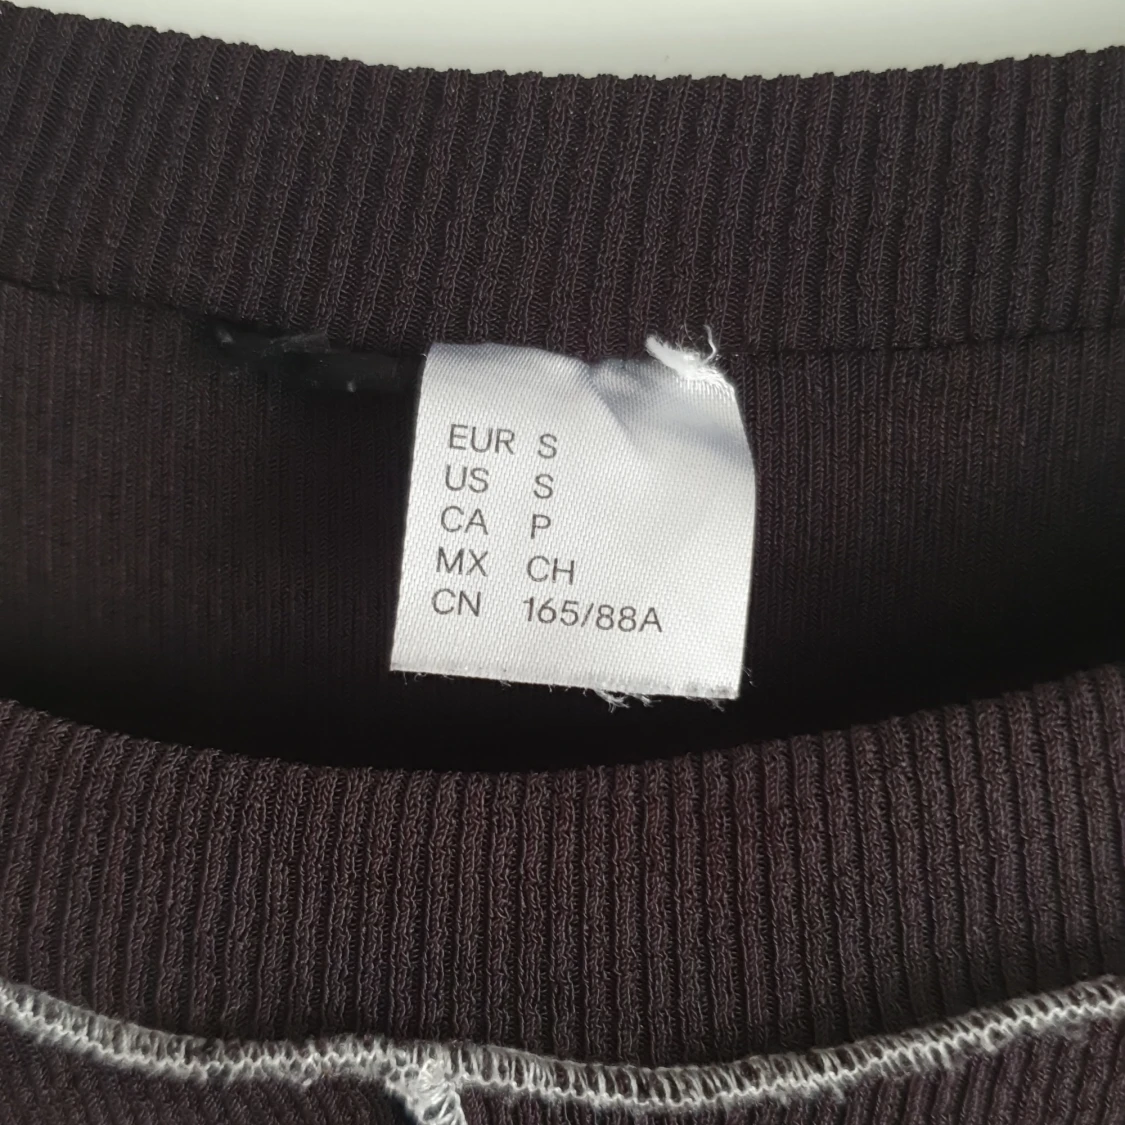 EUR S
US S
CA P
MX CH
CN 165/88A